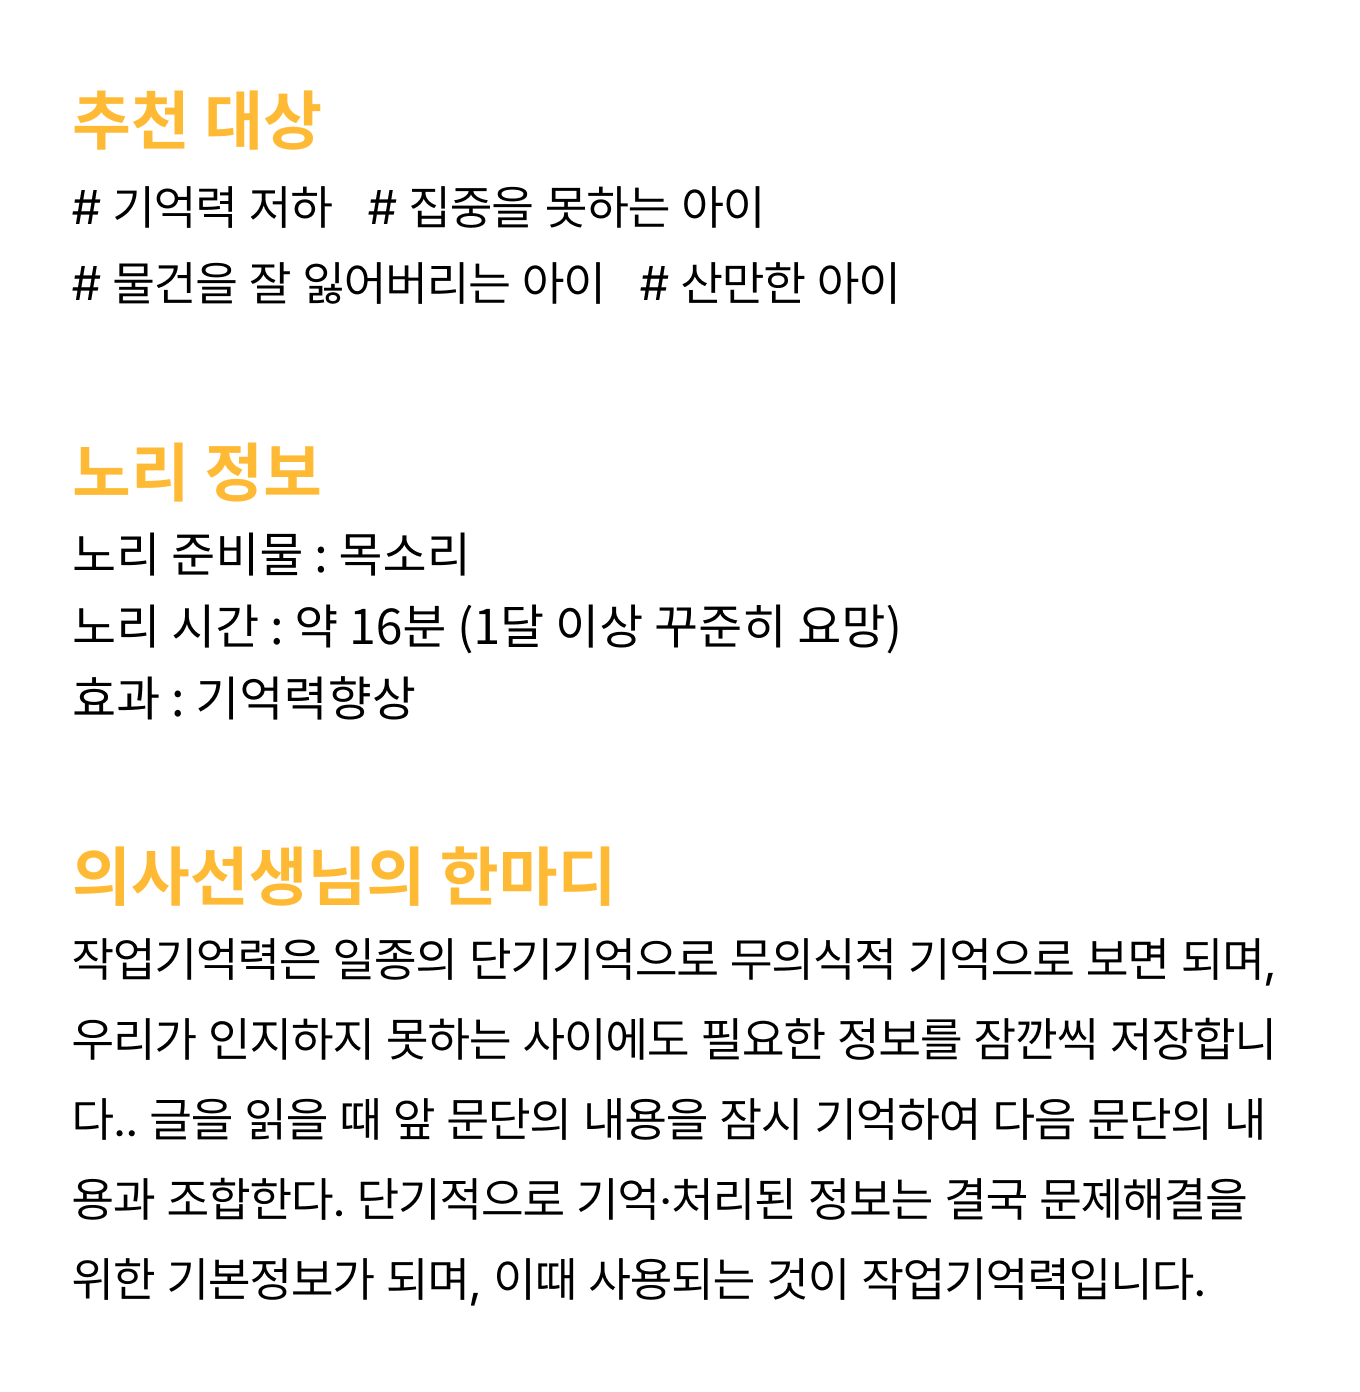 추천 대상
# 기억력 저하 # 집중을 못하는 아이
# 물건을 잘 잃어버리는 아이 # 산만한 아이
노리 정보
노리 준비물 : 목소리
노리 시간 : 약 16분 (1달 이상 꾸준히 요망)
효과 : 기억력향상
의사선생님의 한마디
작업기억력은 일종의 단기기억으로 무의식적 기억으로 보면 되며,
우리가 인지하지 못하는 사이에도 필요한 정보를 잠깐씩 저장합니
다.. 글을 읽을 때 앞 문단의 내용을 잠시 기억하여 다음 문단의 내
용과 조합한다. 단기적으로 기억·처리된 정보는 결국 문제해결을
위한 기본정보가 되며, 이때 사용되는 것이 작업기억력입니다.